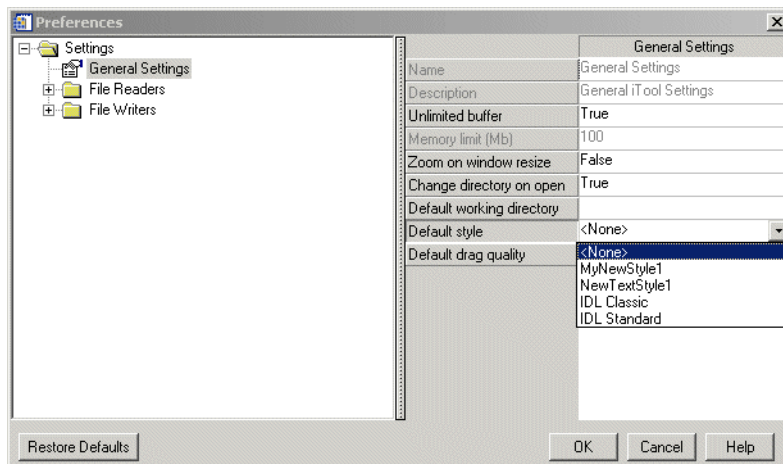 Preferences
Settings
General Settings
File Readers
File Writers
General Settings
Name General Settings
Description General iTool Settings
Unlimited buffer True
Memory limit (Mb) 100
Zoom on window resize False
Change directory on open True
Default working directory
Default style <None>
Default drag quality
<None>
MyNewStyle1
NewTextStyle1
IDL Classic
IDL Standard
Restore Defaults OK Cancel Help